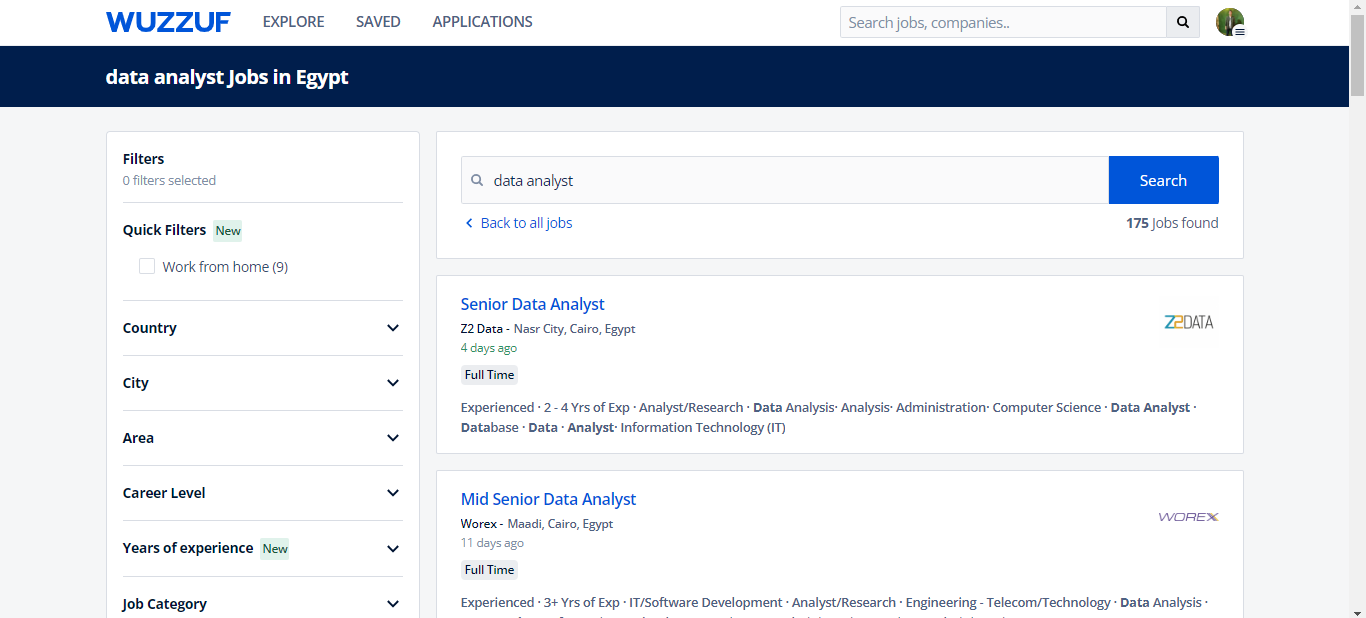 WUZZUF EXPLORE SAVED APPLICATIONS Search jobs, companies..
data analyst Jobs in Egypt
Filters
0 filters selected
Quick Filters New
Work from home (9)
Country
City
Area
Career Level
Years of experience New
Job Category
data analyst Search
Back to all jobs 175 Jobs found
Senior Data Analyst
Z2 Data - Nasr City, Cairo, Egypt
Z2DATA
4 days ago
Full Time
Experienced · 2 - 4 Yrs of Exp · Analyst/Research · Data Analysis· Analysis· Administration· Computer Science · Data Analyst ·
Database · Data · Analyst· Information Technology (IT)
Mid Senior Data Analyst
Worex - Maadi, Cairo, Egypt
WOREX
11 days ago
Full Time
Experienced · 3+ Yrs of Exp · IT/Software Development · Analyst/Research · Engineering - Telecom/Technology · Data Analysis ·